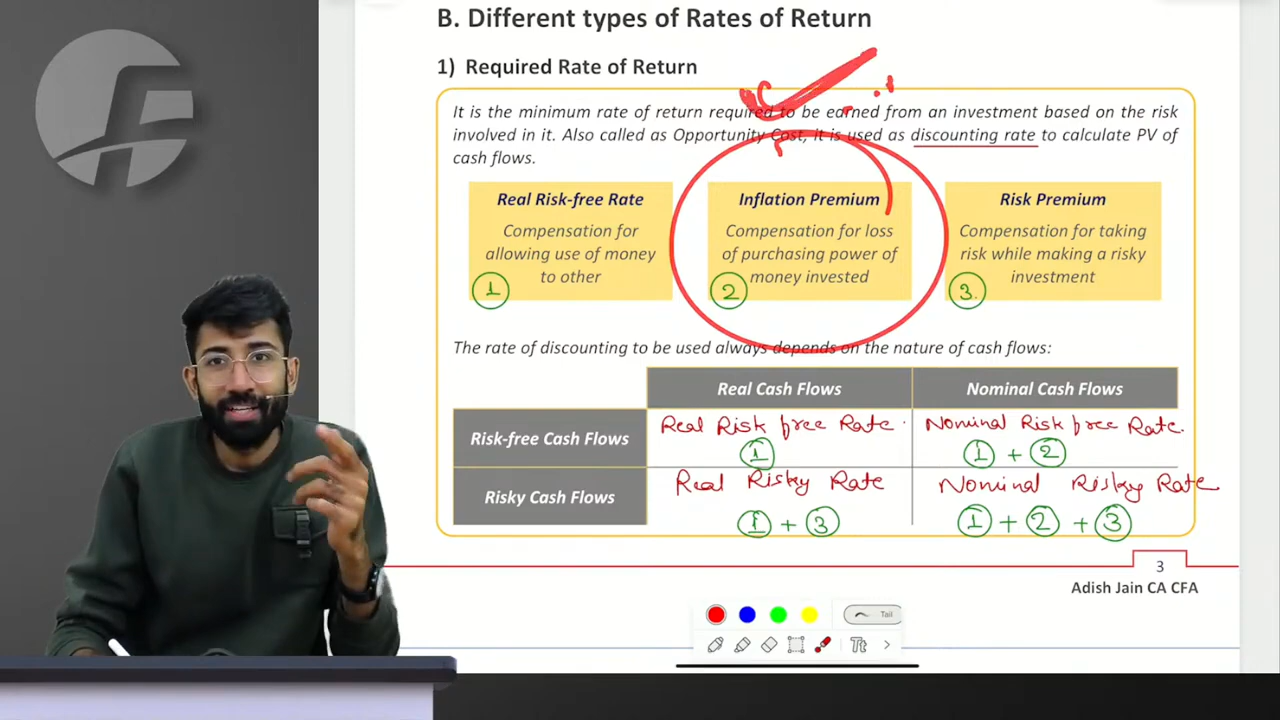 B. Different types of Rates of Return
1) Required Rate of Return
It is the minimum rate of return required to be earned from an investment based on the risk
involved in it. Also called as Opportunity Cost, it is used as discounting rate to calculate PV of
cash flows.
Real Risk-free Rate
Compensation for
allowing use of money
to other
1
Inflation Premium
Compensation for loss
of purchasing power of
money invested
2
Risk Premium
Compensation for taking
risk while making a risky
investment
3.
The rate of discounting to be used always depends on the nature of cash flows:
Real Cash Flows Nominal Cash Flows
Risk-free Cash Flows
Real Risk free Rate
1
Nominal Risk free Rate.
1 + 2
Risky Cash Flows
Real Risky Rate
1 + 3
Nominal Risky Rate
1 + 2 + 3
3
Adish Jain CA CFA
Tail
Tt